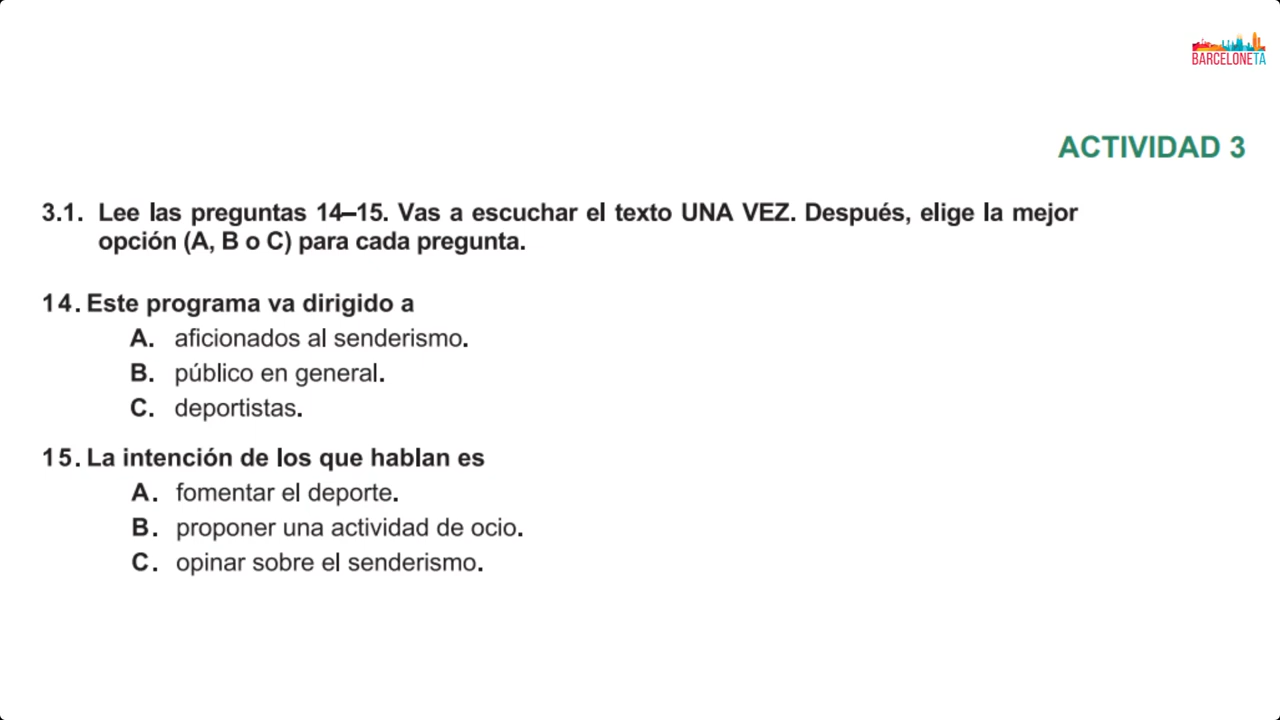 BARCELONETA
ACTIVIDAD 3
3.1. Lee las preguntas 14–15. Vas a escuchar el texto UNA VEZ. Después, elige la mejor
opción (A, B o C) para cada pregunta.
14. Este programa va dirigido a
A. aficionados al senderismo.
B. público en general.
C. deportistas.
15. La intención de los que hablan es
A. fomentar el deporte.
B. proponer una actividad de ocio.
C. opinar sobre el senderismo.